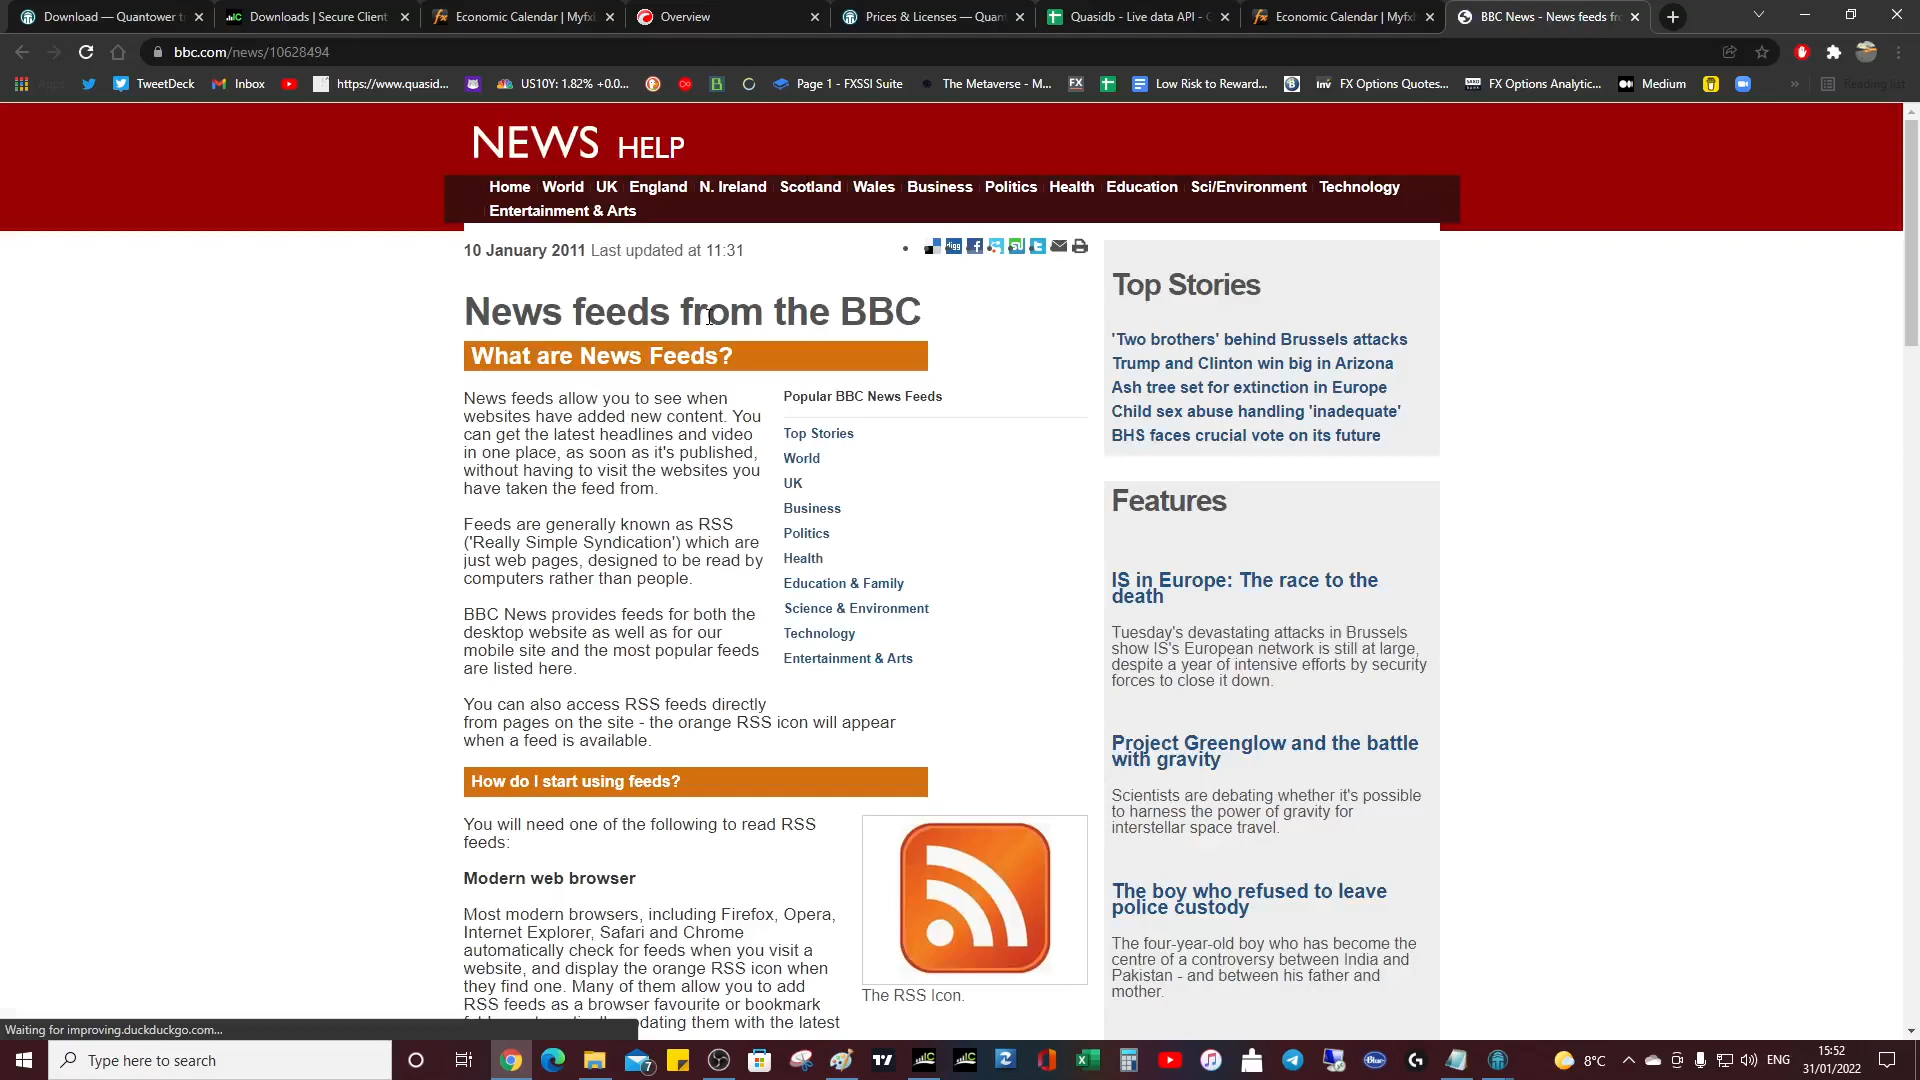 Download — Quantower t
Downloads | Secure Client
Economic Calendar | Myfxb
Overview
Prices & Licenses — Quan
Quasidb - Live data API - G
Economic Calendar | Myfxb
BBC News - News feeds fr
bbc.com/news/10628494
Apps
TweetDeck
Inbox
https://www.quasid...
US10Y: 1.82% +0.0...
Page 1 - FXSSI Suite
The Metaverse - M...
FX
Low Risk to Reward...
Inv
FX Options Quotes...
FX Options Analytic...
Medium
»
Reading list
NEWS HELP
Home World UK England N. Ireland Scotland Wales Business Politics Health Education Sci/Environment Technology
Entertainment & Arts
10 January 2011 Last updated at 11:31
News feeds from the BBC
What are News Feeds?
News feeds allow you to see when
websites have added new content. You
can get the latest headlines and video
in one place, as soon as it's published,
without having to visit the websites you
have taken the feed from.
Feeds are generally known as RSS
('Really Simple Syndication') which are
just web pages, designed to be read by
computers rather than people.
BBC News provides feeds for both the
desktop website as well as for our
mobile site and the most popular feeds
are listed here.
You can also access RSS feeds directly
from pages on the site - the orange RSS icon will appear
when a feed is available.
Popular BBC News Feeds
Top Stories
World
UK
Business
Politics
Health
Education & Family
Science & Environment
Technology
Entertainment & Arts
How do I start using feeds?
You will need one of the following to read RSS
feeds:
Modern web browser
Most modern browsers, including Firefox, Opera,
Internet Explorer, Safari and Chrome
automatically check for feeds when you visit a
website, and display the orange RSS icon when
they find one. Many of them allow you to add
RSS feeds as a browser favourite or bookmark
dating them with the latest
The RSS Icon.
Top Stories
'Two brothers' behind Brussels attacks
Trump and Clinton win big in Arizona
Ash tree set for extinction in Europe
Child sex abuse handling 'inadequate'
BHS faces crucial vote on its future
Features
IS in Europe: The race to the
death
Tuesday's devastating attacks in Brussels
show IS's European network is still at large,
despite a year of intensive efforts by security
forces to close it down.
Project Greenglow and the battle
with gravity
Scientists are debating whether it's possible
to harness the power of gravity for
interstellar space travel.
The boy who refused to leave
police custody
The four-year-old boy who has become the
centre of a controversy between India and
Pakistan - and between his father and
mother.
Waiting for improving.duckduckgo.com...
Type here to search
7
8°C
ENG
15:52
31/01/2022